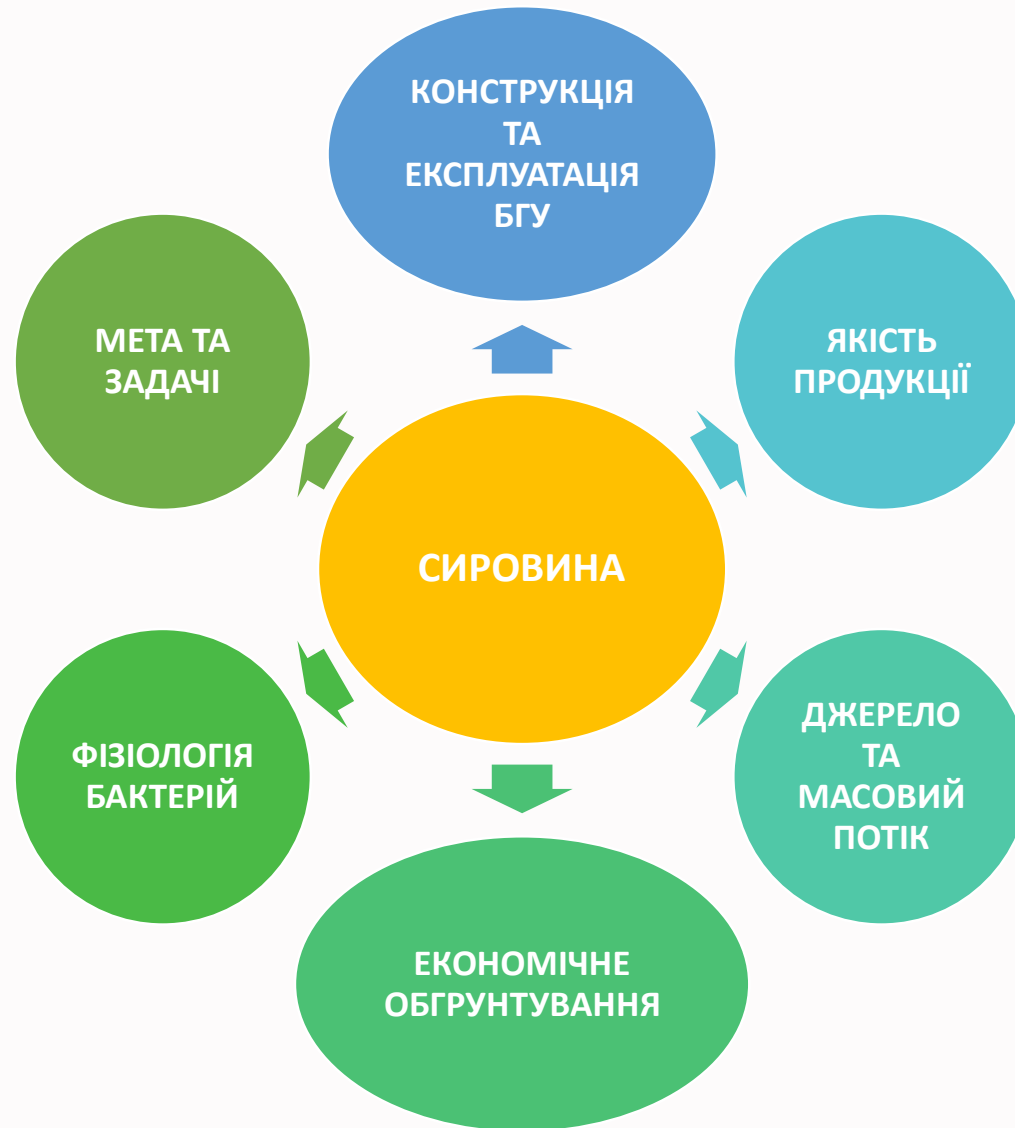 КОНСТРУКЦІЯ
ТА
ЕКСПЛУАТАЦІЯ
БГУ
МЕТА ТА
ЗАДАЧІ
ЯКІСТЬ
ПРОДУКЦІЇ
СИРОВИНА
ФІЗІОЛОГІЯ
БАКТЕРІЙ
ДЖЕРЕЛО
ТА
МАСОВИЙ
ПОТІК
ЕКОНОМІЧНЕ
ОБГРУНТУВАННЯ